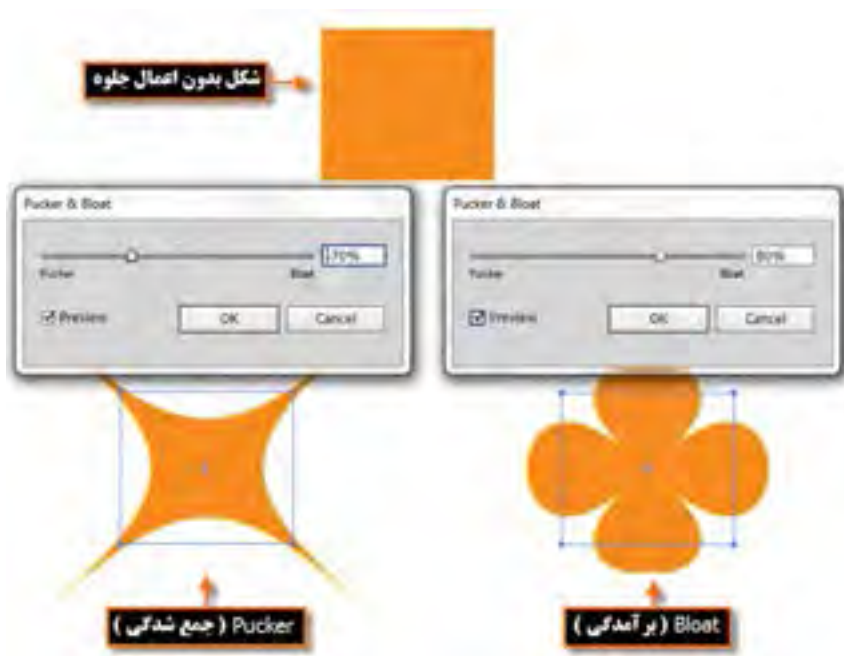 شکل بدون اعمال جلوه
Pucker & Bloat
Pucker
Bloat
Preview
OK
Cancel
Pucker & Bloat
80%
Pucker
Bloat
Preview
OK
Cancel
Pucker ( جمع شدگی )
Bloat ( بر آمدگی )